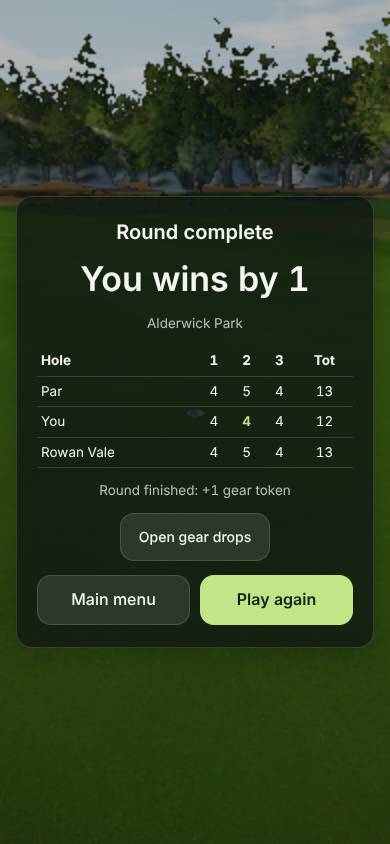 Round complete
You wins by 1
Alderwick Park
Hole 1 2 3 Tot
Par 4 5 4 13
You 4 4 4 12
Rowan Vale 4 5 4 13
Round finished: +1 gear token
Open gear drops
Main menu Play again